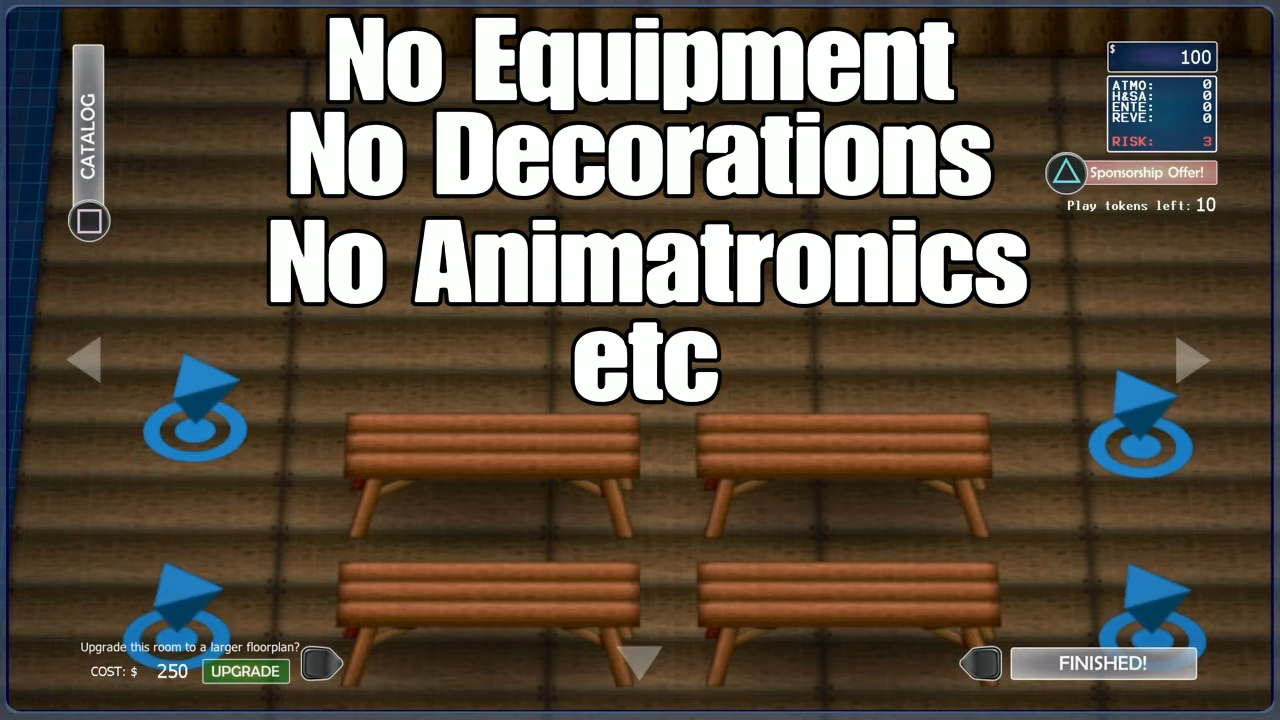 No Equipment
No Decorations
No Animatronics
etc
CATALOG
$ 100
ATMO: 0
H&SA: 0
ENTE: 0
REVE: 0
RISK: 3
Sponsorship Offer!
Play tokens left: 10
Upgrade this room to a larger floorplan?
COST: $ 250 UPGRADE
FINISHED!